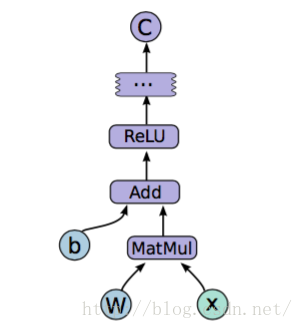 C
...
ReLU
Add
b
MatMul
W
x
http://blog.csdn.net/